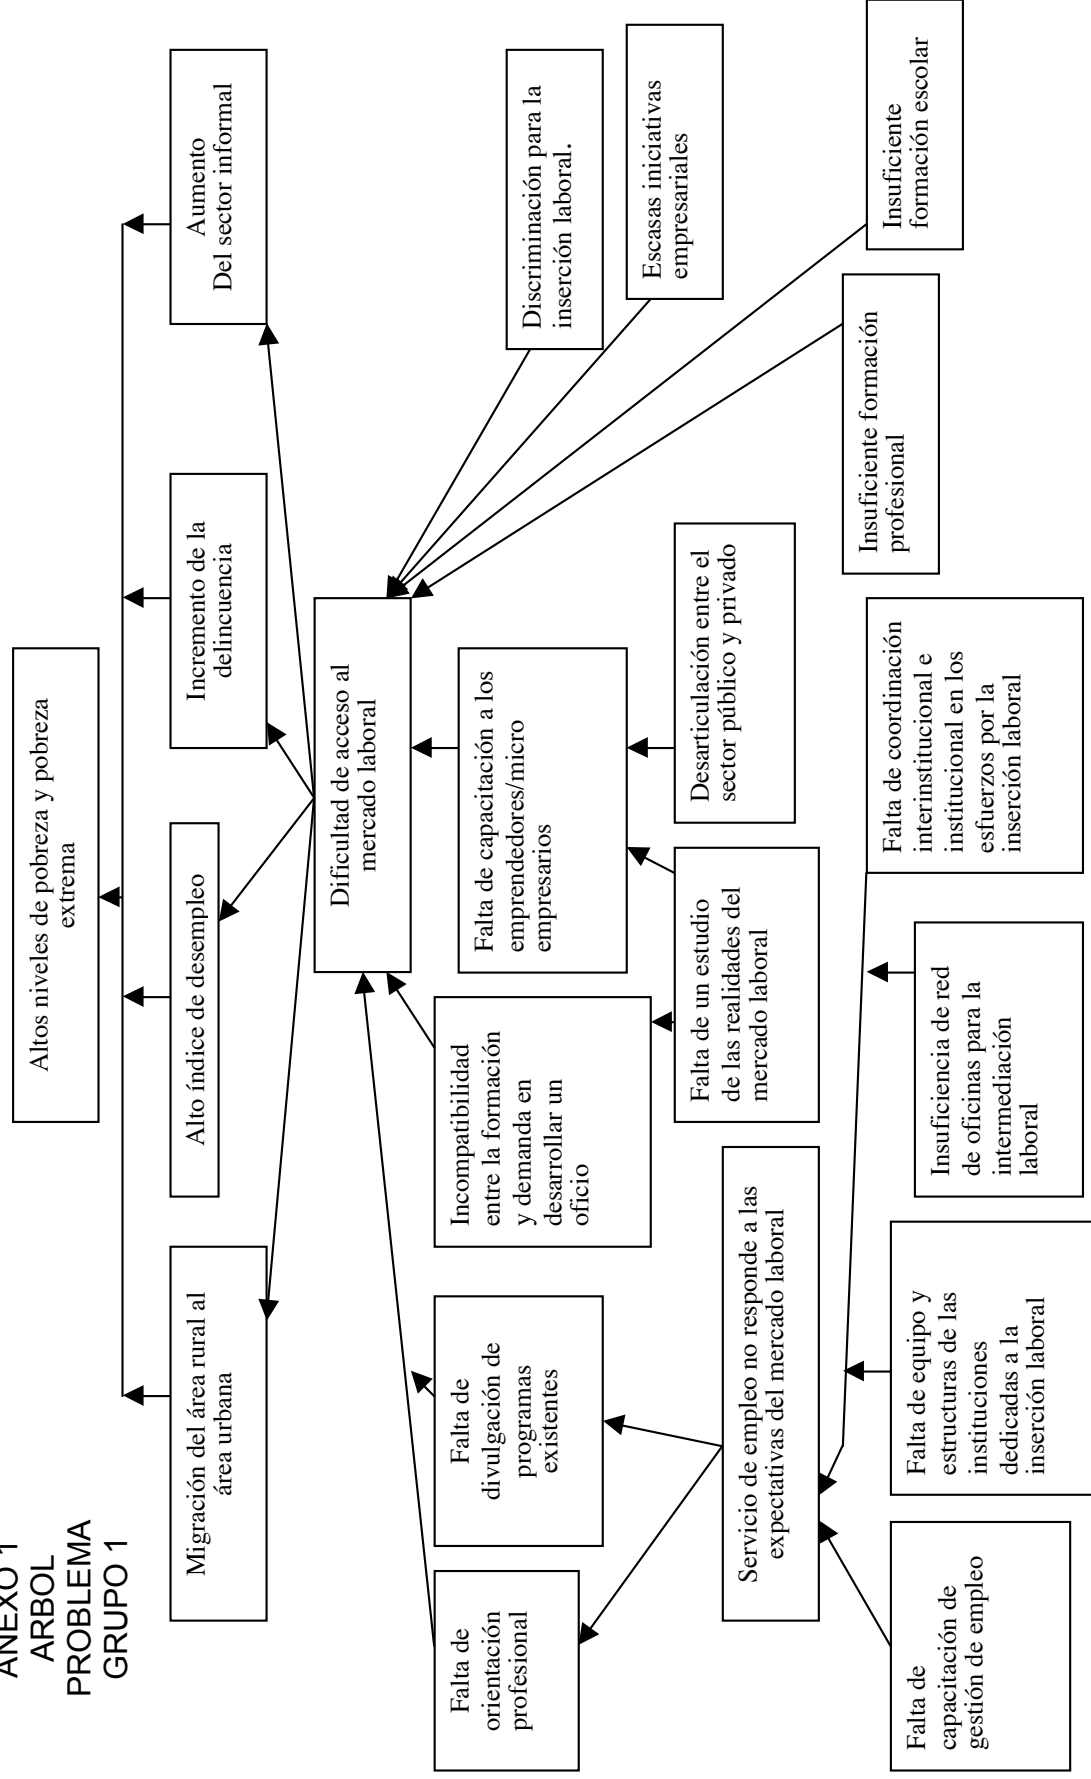 ANEXO 1
ARBOL
PROBLEMA
GRUPO 1
Altos niveles de pobreza y pobreza
extrema
Migración del área rural al
área urbana
Alto índice de desempleo
Incremento de la
delincuencia
Aumento
Del sector informal
Dificultad de acceso al
mercado laboral
Falta de
orientación
profesional
Falta de
divulgación de
programas
existentes
Incompatibilidad
entre la formación
y demanda en
desarrollar un
oficio
Falta de capacitación a los
emprendedores/micro
empresarios
Discriminación para la
inserción laboral.
Escasas iniciativas
empresariales
Servicio de empleo no responde a las
expectativas del mercado laboral
Falta de un estudio
de las realidades del
mercado laboral
Desarticulación entre el
sector público y privado
Insuficiente formación
profesional
Insuficiente
formación escolar
Falta de
capacitación de
gestión de empleo
Falta de equipo y
estructuras de las
instituciones
dedicadas a la
inserción laboral
Insuficiencia de red
de oficinas para la
intermediación
laboral
Falta de coordinación
interinstitucional e
institucional en los
esfuerzos por la
inserción laboral